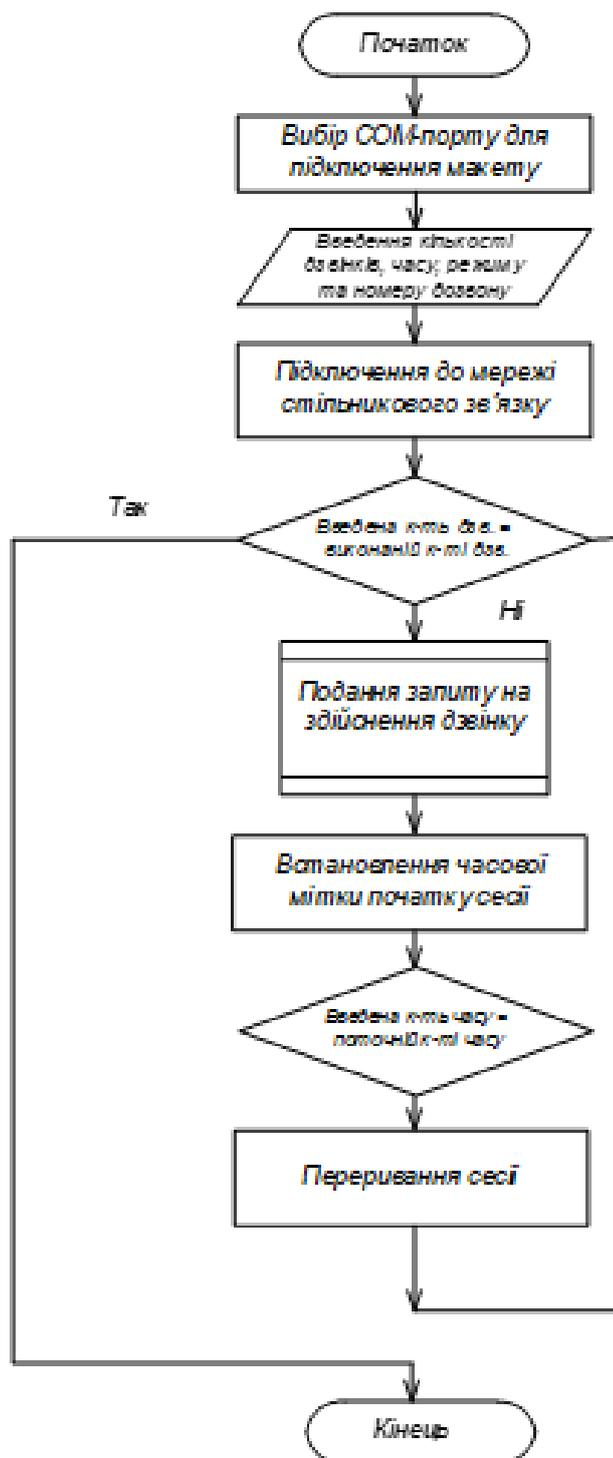 Початок
Вибір COM-порту для
підключення макету
Введення кількості
дзвінків, часу, режиму
та номеру дозвону
Підключення до мережі
стільникового зв'язку
Так
Введена к-ть дзв. =
виконаній к-ті дзв.
Ні
Подання запиту на
здійснення дзвінку
Встановлення часової
мітки початку сесії
Введена к-ть часу =
поточній к-ті часу
Переривання сесії
Кінець